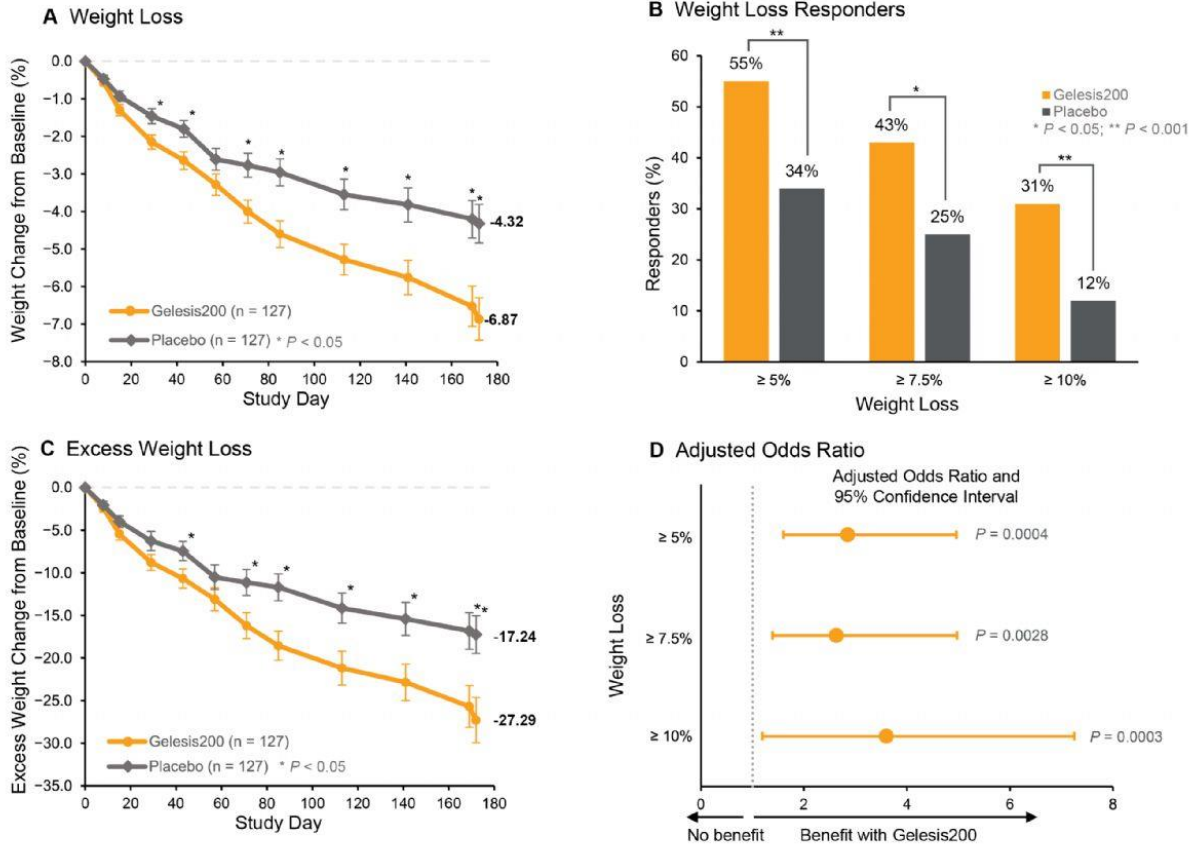 A Weight Loss
Weight Change from Baseline (%)
0.0
−1.0
−2.0
−3.0
−4.0
−5.0
−6.0
−7.0
−8.0
* * * * * * * *
-4.32
-6.87
Gelesis200 (n = 127)
Placebo (n = 127) * P < 0.05
0 20 40 60 80 100 120 140 160 180
Study Day
B Weight Loss Responders
Responders (%)
60
50
40
30
20
10
0
**
55%
34%
*
43%
25%
**
31%
12%
Gelesis200
Placebo
* P < 0.05; ** P < 0.001
≥ 5% ≥ 7.5% ≥ 10%
Weight Loss
C Excess Weight Loss
Excess Weight Change from Baseline (%)
0.0
−5.0
−10.0
−15.0
−20.0
−25.0
−30.0
−35.0
* * * * * * *
-17.24
-27.29
Gelesis200 (n = 127)
Placebo (n = 127) * P < 0.05
0 20 40 60 80 100 120 140 160 180
Study Day
D Adjusted Odds Ratio
Adjusted Odds Ratio and
95% Confidence Interval
Weight Loss
≥ 5%
P = 0.0004
≥ 7.5%
P = 0.0028
≥ 10%
P = 0.0003
0 2 4 6 8
No benefit Benefit with Gelesis200